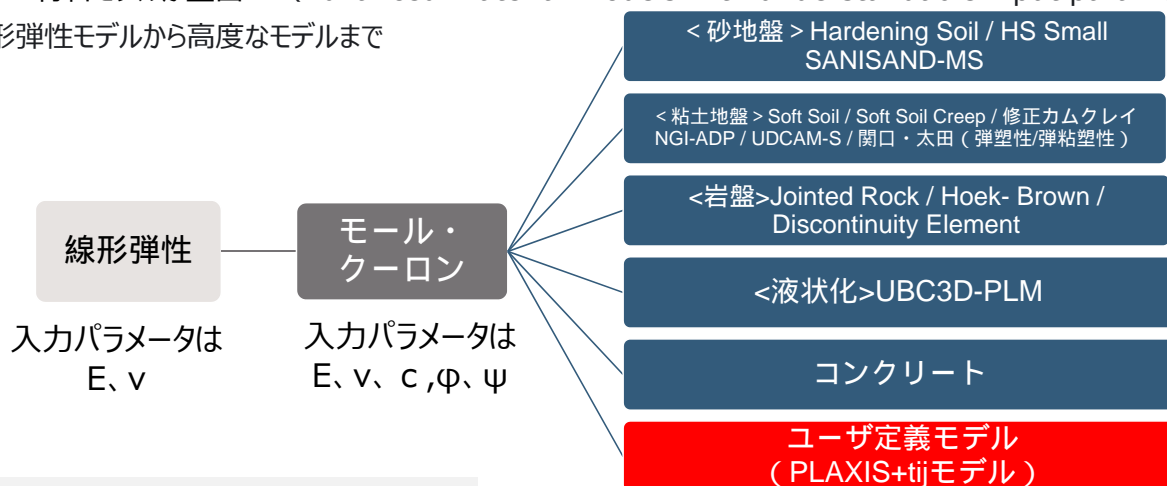 形弾性モデルから高度なモデルまで
線形弾性
入力パラメータは
E、ν
モール・
クーロン
入力パラメータは
E、ν、c ,φ、ψ
<砂地盤> Hardening Soil / HS Small
SANISAND-MS
<粘土地盤> Soft Soil / Soft Soil Creep / 修正カムクレイ
NGI-ADP / UDCAM-S / 関口・太田(弾塑性/弾粘塑性)
<岩盤>Jointed Rock / Hoek- Brown /
Discontinuity Element
<液状化>UBC3D-PLM
コンクリート
ユーザ定義モデル
(PLAXIS+tijモデル)